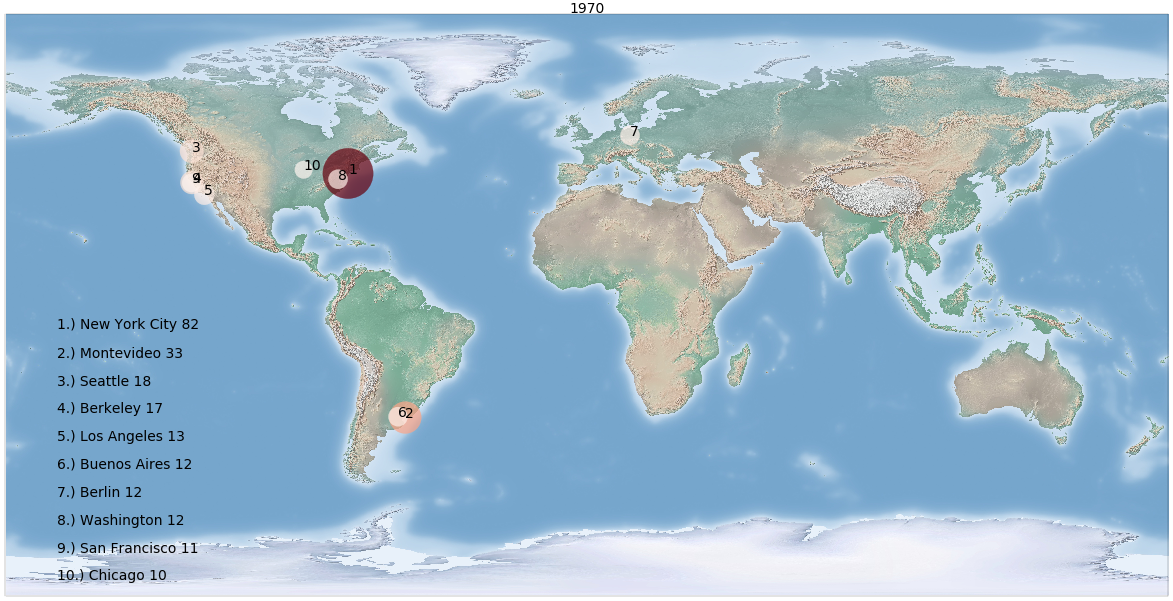 1970
3
7
10
1
8
9
4
5
1.) New York City 82
2.) Montevideo 33
3.) Seattle 18
4.) Berkeley 17
62
5.) Los Angeles 13
6.) Buenos Aires 12
7.) Berlin 12
8.) Washington 12
9.) San Francisco 11
10.) Chicago 10